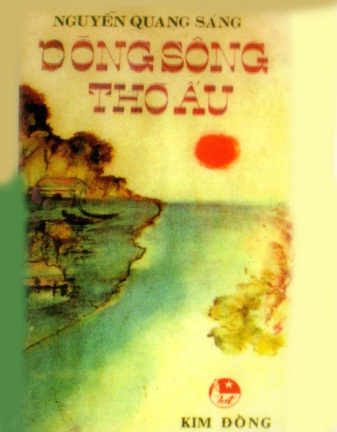 NGUYỄN QUANG SÁNG
DÒNG SÔNG
THƠ ẤU
KIM ĐỒNG